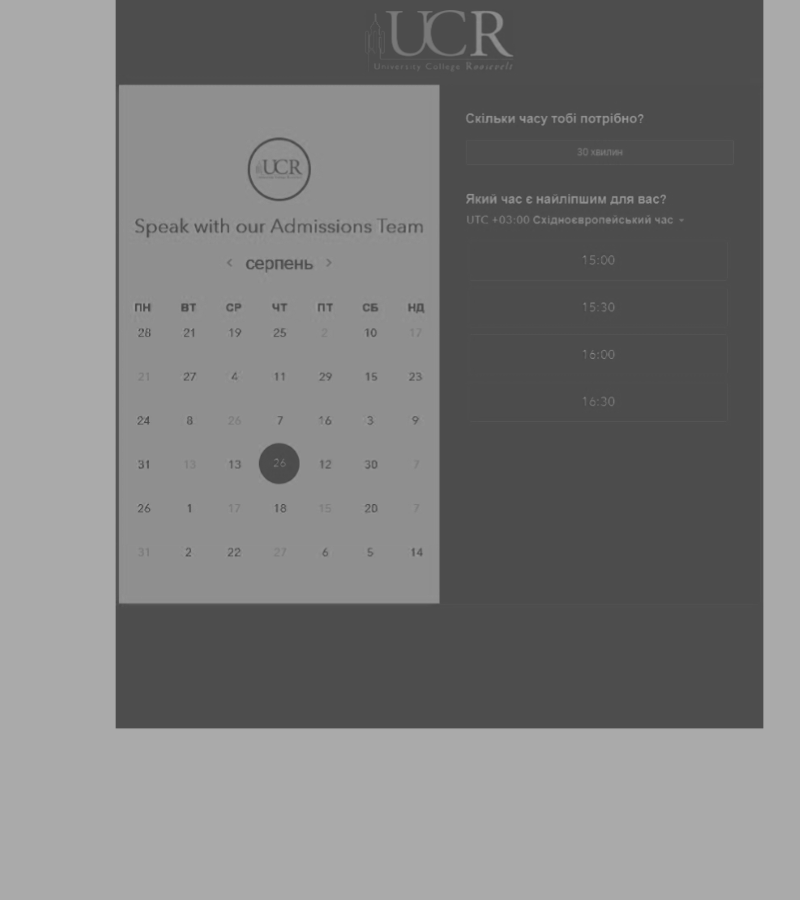 UCR
University College Roosevelt
UCR
Speak with our Admissions Team
< серпень >
ПН ВТ СР ЧТ ПТ СБ НД
28 21 19 25 2 10 17
21 27 4 11 29 15 23
24 8 26 7 16 3 9
31 13 13 26 12 30 7
26 1 17 18 15 20 7
31 2 22 27 6 5 14
Скільки часу тобі потрібно?
30 хвилин
Який час є найліпшим для вас?
UTC +03:00 Східноєвропейський час
15:00
15:30
16:00
16:30